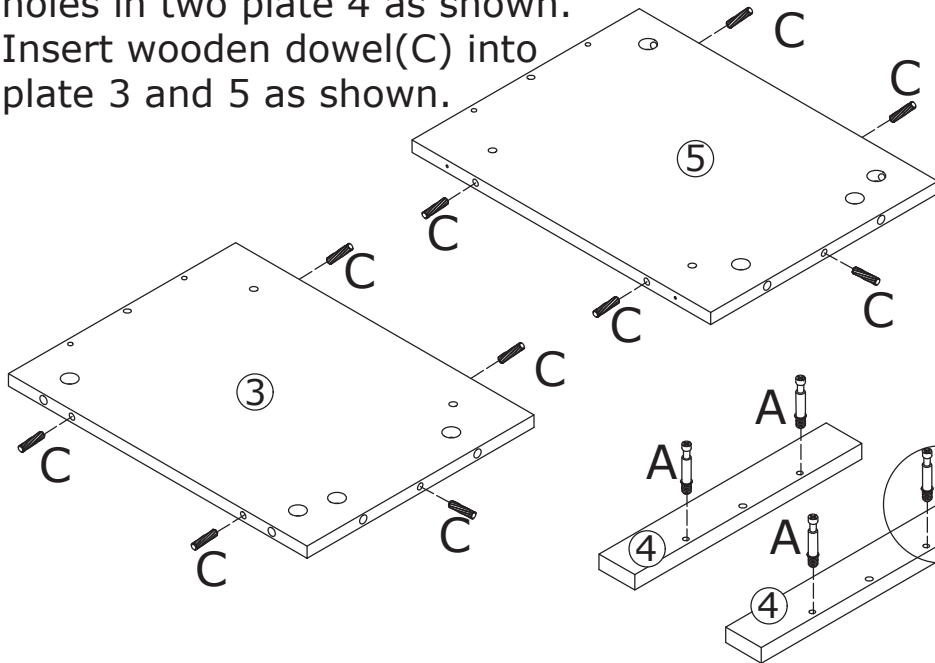 holes in two plate 4 as shown.
Insert wooden dowel(C) into
plate 3 and 5 as shown.
C
C
5
C
C
C
C
C
3
A
C
A
C
C
4
A
4